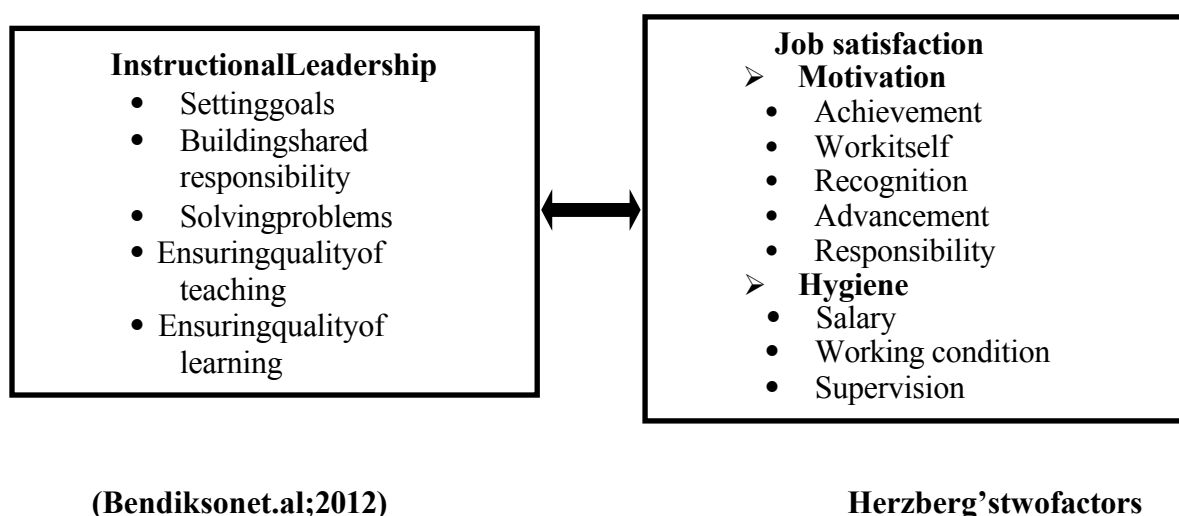 InstructionalLeadership
• Settinggoals
• Buildingshared
responsibility
• Solvingproblems
• Ensuringqualityof
teaching
• Ensuringqualityof
learning
Job satisfaction
➢ Motivation
• Achievement
• Workitself
• Recognition
• Advancement
• Responsibility
➢ Hygiene
• Salary
• Working condition
• Supervision
(Bendiksonet.al;2012)
Herzberg’stwofactors